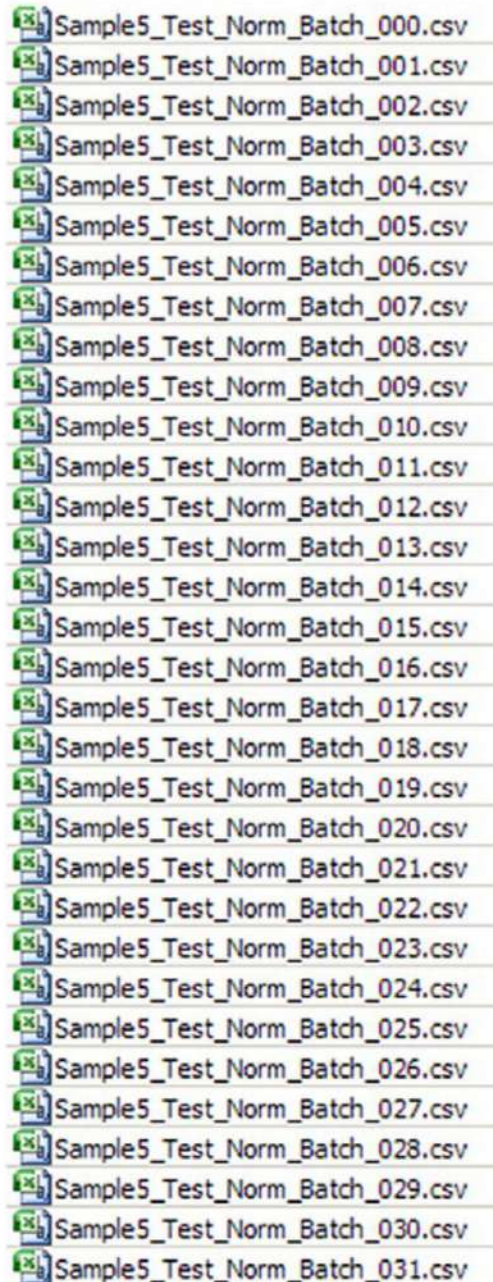 Sample5_Test_Norm_Batch_000.csv
Sample5_Test_Norm_Batch_001.csv
Sample5_Test_Norm_Batch_002.csv
Sample5_Test_Norm_Batch_003.csv
Sample5_Test_Norm_Batch_004.csv
Sample5_Test_Norm_Batch_005.csv
Sample5_Test_Norm_Batch_006.csv
Sample5_Test_Norm_Batch_007.csv
Sample5_Test_Norm_Batch_008.csv
Sample5_Test_Norm_Batch_009.csv
Sample5_Test_Norm_Batch_010.csv
Sample5_Test_Norm_Batch_011.csv
Sample5_Test_Norm_Batch_012.csv
Sample5_Test_Norm_Batch_013.csv
Sample5_Test_Norm_Batch_014.csv
Sample5_Test_Norm_Batch_015.csv
Sample5_Test_Norm_Batch_016.csv
Sample5_Test_Norm_Batch_017.csv
Sample5_Test_Norm_Batch_018.csv
Sample5_Test_Norm_Batch_019.csv
Sample5_Test_Norm_Batch_020.csv
Sample5_Test_Norm_Batch_021.csv
Sample5_Test_Norm_Batch_022.csv
Sample5_Test_Norm_Batch_023.csv
Sample5_Test_Norm_Batch_024.csv
Sample5_Test_Norm_Batch_025.csv
Sample5_Test_Norm_Batch_026.csv
Sample5_Test_Norm_Batch_027.csv
Sample5_Test_Norm_Batch_028.csv
Sample5_Test_Norm_Batch_029.csv
Sample5_Test_Norm_Batch_030.csv
Sample5_Test_Norm_Batch_031.csv